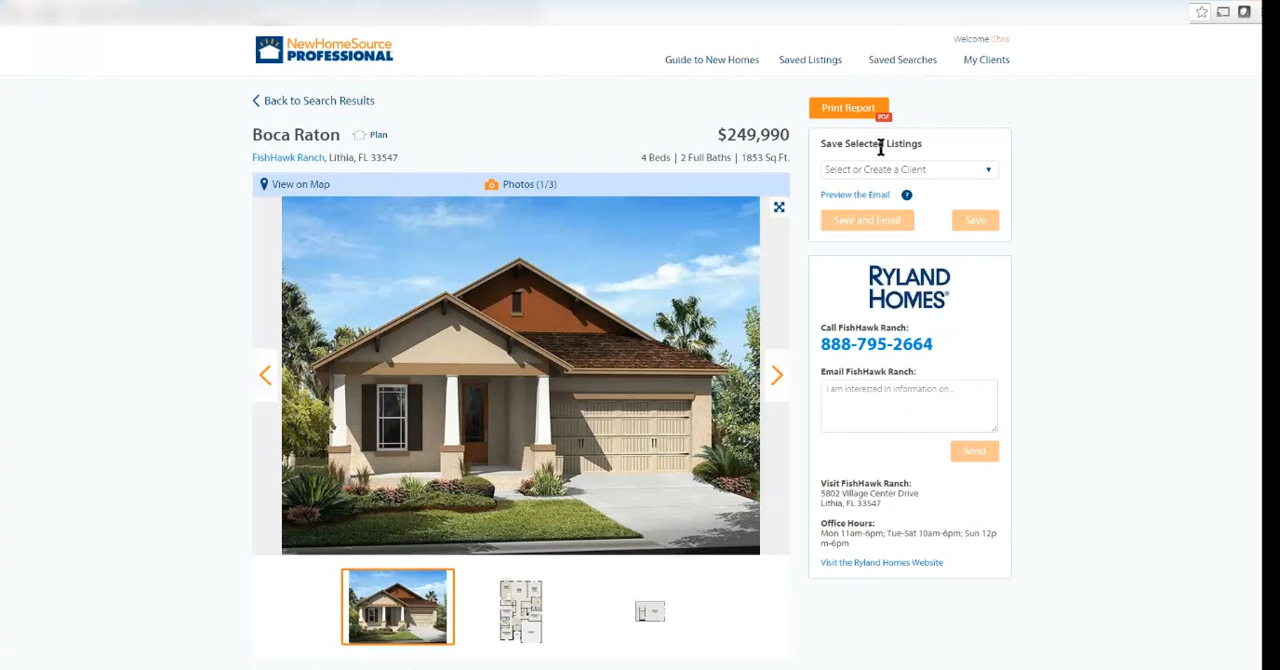 NewHomeSource
PROFESSIONAL
Welcome Chris
Guide to New Homes Saved Listings Saved Searches My Clients
Back to Search Results
Boca Raton Plan $249,990
FishHawk Ranch, Lithia, FL 33547 4 Beds | 2 Full Baths | 1853 Sq.Ft.
View on Map Photos (1/3)
Print Report
PDF
Save Selected Listings
Select or Create a Client
Preview the Email ?
Save and Email Save
RYLAND
HOMES®
Call FishHawk Ranch:
888-795-2664
Email FishHawk Ranch:
I am interested in information on...
Send
Visit FishHawk Ranch:
5802 Village Center Drive
Lithia, FL 33547
Office Hours:
Mon 11am-6pm; Tue-Sat 10am-6pm; Sun 12p
m-6pm
Visit the Ryland Homes Website